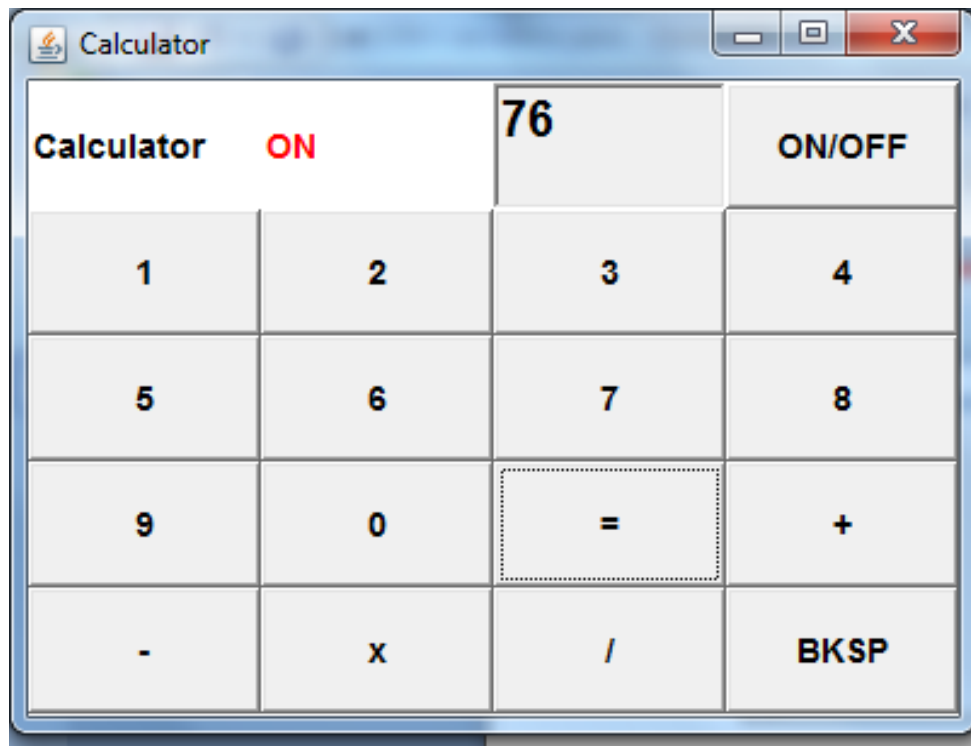 Calculator
Calculator ON 76 ON/OFF
1 2 3 4
5 6 7 8
9 0 = +
- x / BKSP